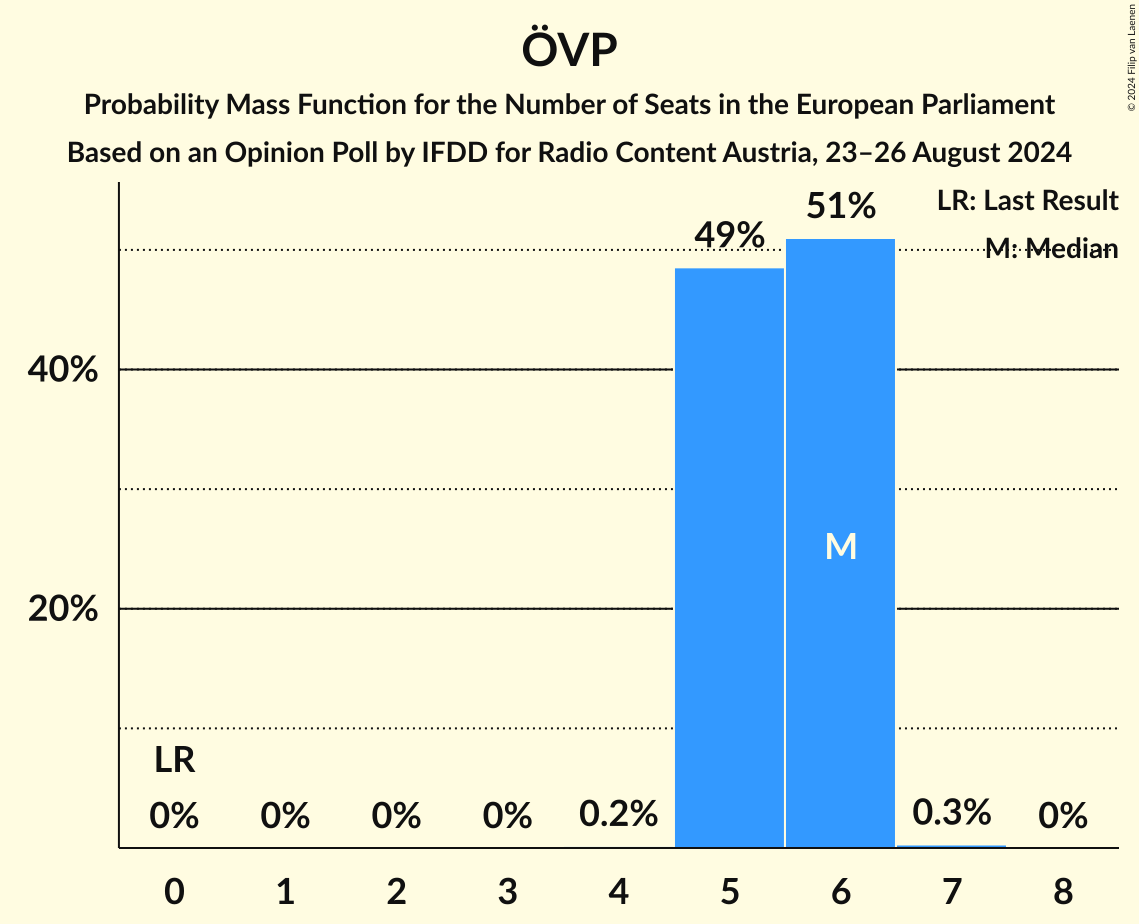 ÖVP
Probability Mass Function for the Number of Seats in the European Parliament
Based on an Opinion Poll by IFDD for Radio Content Austria, 23–26 August 2024
© 2024 Filip van Laenen
LR: Last Result
M: Median
51%
49%
40%
20%
M
LR
0% 0% 0% 0% 0.2% 0.3% 0%
0 1 2 3 4 5 6 7 8